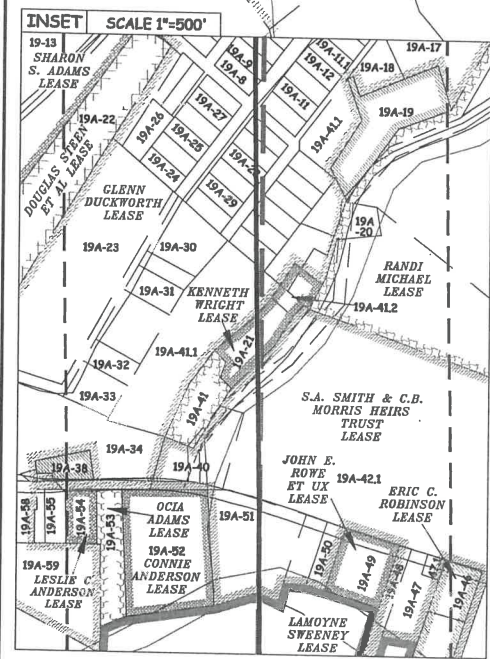 INSET
SCALE 1"=500'
19-13
SHARON
S. ADAMS
LEASE
19A-9
19A-8
19A-11.1
19A-12
19A-17
19A-18
19A-22
19A-27
19A-11
19A-19
19A-26
19A-25
19A-41.1
DOUGLAS STEEN
ET AL LEASE
19A-24
19A-29
GLENN
DUCKWORTH
LEASE
19A
-20
19A-23
19A-30
RANDI
MICHAEL
LEASE
19A-31
KENNETH
WRIGHT
LEASE
19A-41.2
19A-21
19A-32
19A-41.1
19A-33
19A-41
S.A. SMITH & C.B.
MORRIS HEIRS
TRUST
LEASE
19A-34
19A-38
19A-40
JOHN E.
ROWE
ET UX
LEASE
19A-42.1
ERIC C.
ROBINSON
LEASE
19A-58
19A-55
19A-54
19A-53
OCIA
ADAMS
LEASE
19A-51
19A-52
CONNIE
ANDERSON
LEASE
19A-50
19A-49
19A-48
19A-47
19A-46
19A-59
LESLIE C
ANDERSON
LEASE
LAMOYNE
SWEENEY
LEASE